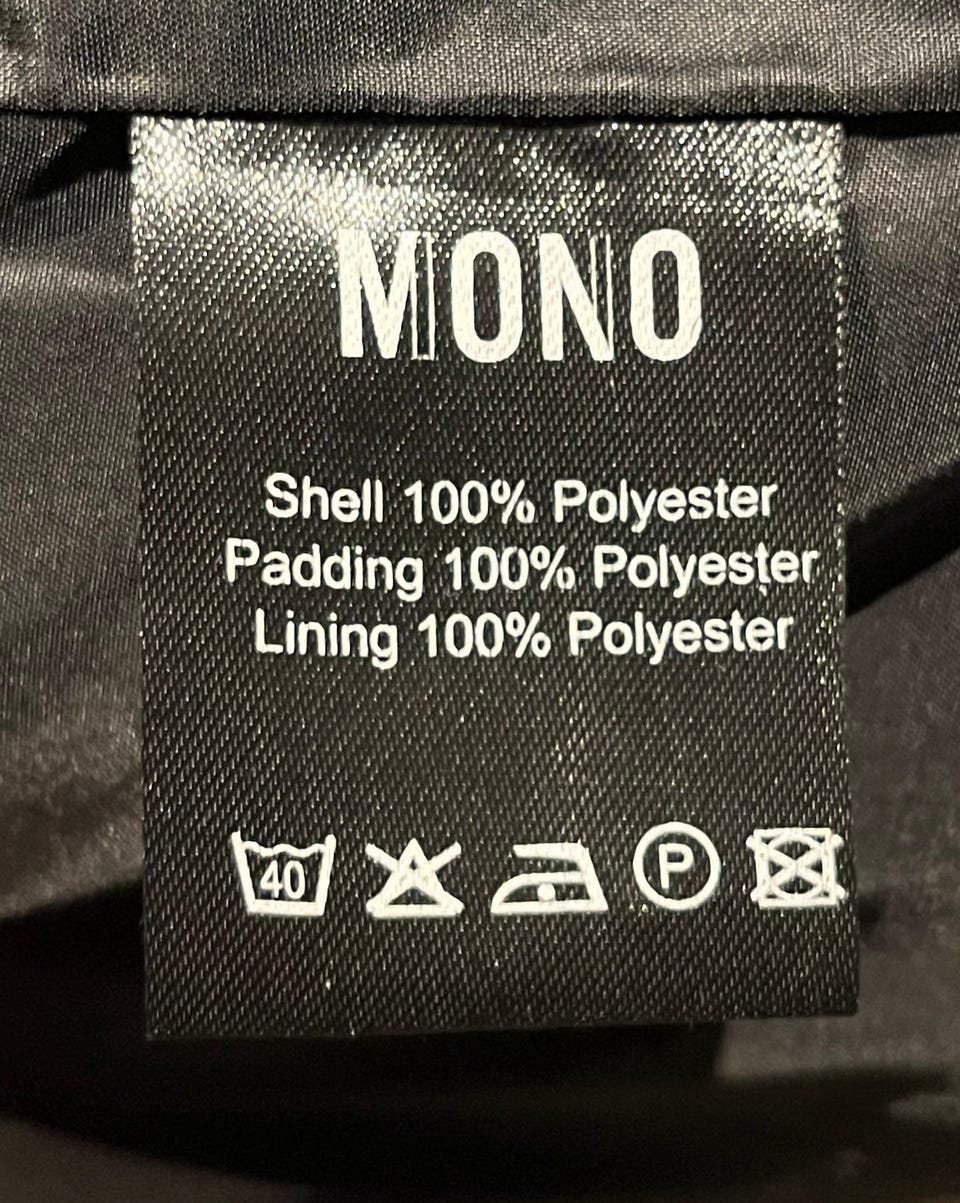 MONO
Shell 100% Polyester
Padding 100% Polyester
Lining 100% Polyester
40 P